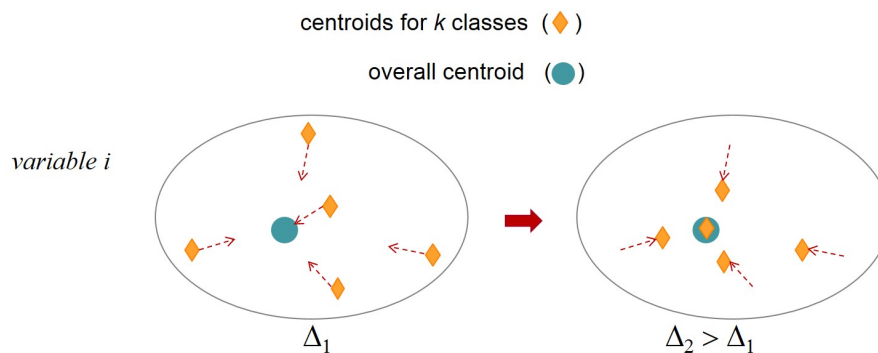 centroids for k classes ( )
overall centroid ( )
variable i
Δ₁
Δ₂ > Δ₁